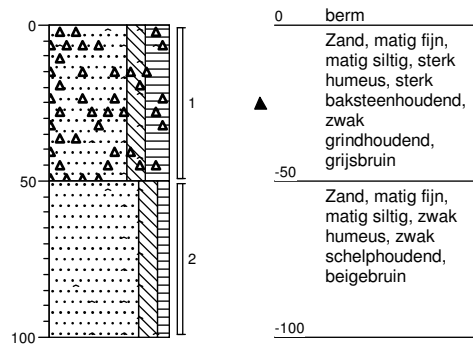 0
50
100
1
2
0 berm
Zand, matig fijn,
matig siltig, sterk
humeus, sterk
baksteenhoudend,
zwak
grindhoudend,
grijsbruin
-50
Zand, matig fijn,
matig siltig, zwak
humeus, zwak
schelphoudend,
beigebruin
-100